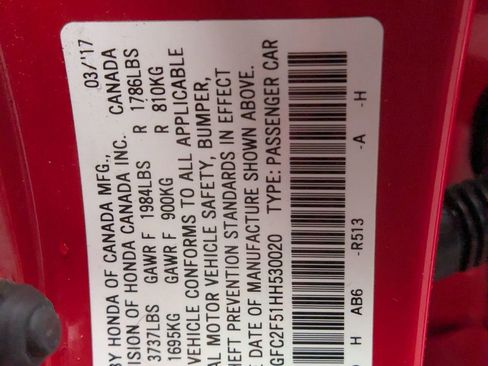 BY HONDA OF CANADA MFG., 03/'17
ISION OF HONDA CANADA INC. CANADA
3737LBS GAWR F 1984LBS R 1786LBS
1695KG GAWR F 900KG R 810KG
VEHICLE CONFORMS TO ALL APPLICABLE
AL MOTOR VEHICLE SAFETY, BUMPER,
HEFT PREVENTION STANDARDS IN EFFECT
DATE OF MANUFACTURE SHOWN ABOVE.
GFC2F51HH530020 TYPE: PASSENGER CAR
H AB6 -R513 -A -H